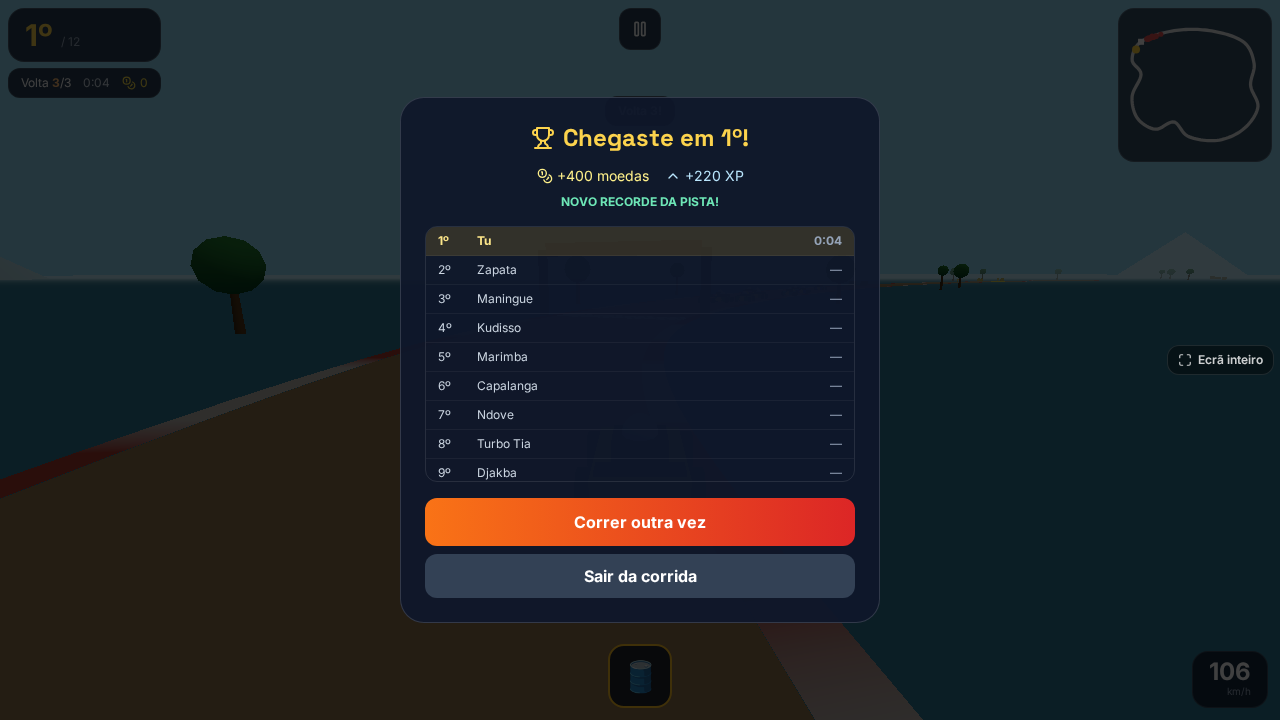 1º / 12
Volta 3/3 0:04 0
Chegaste em 1º!
+400 moedas +220 XP
NOVO RECORDE DA PISTA!
1º Tu 0:04
2º Zapata —
3º Maningue —
4º Kudisso —
5º Marimba —
6º Capalanga —
7º Ndove —
8º Turbo Tia —
9º Djakba —
Ecrã inteiro
Correr outra vez
Sair da corrida
106
km/h